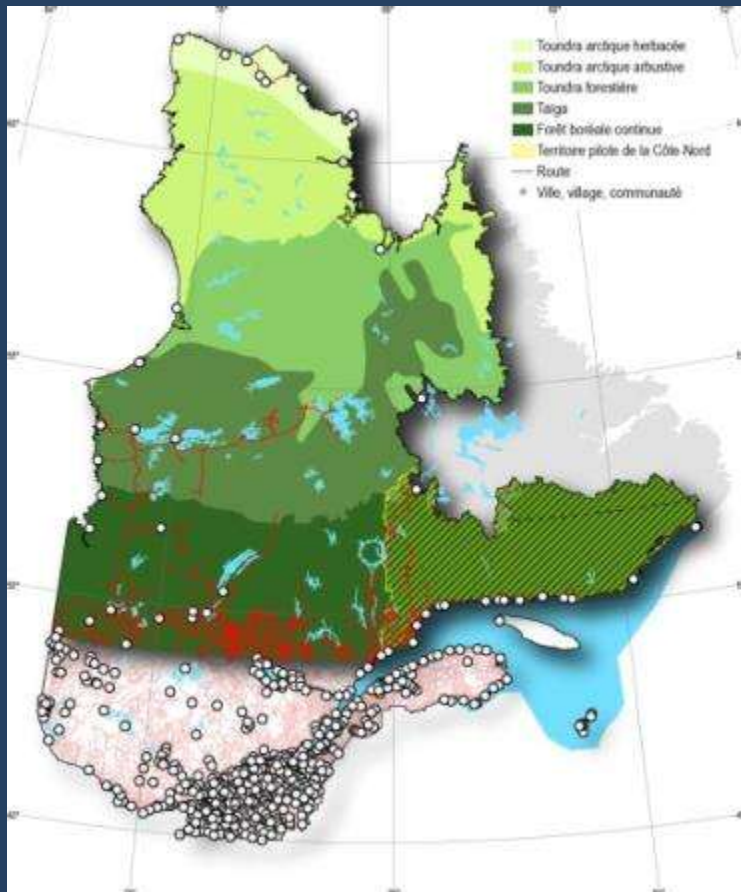 Toundra arctique herbacée
Toundra arctique arbustive
Toundra forestière
Taïga
Forêt boréale continue
Territoire pilote de la Côte-Nord
Route
Ville, village, communauté